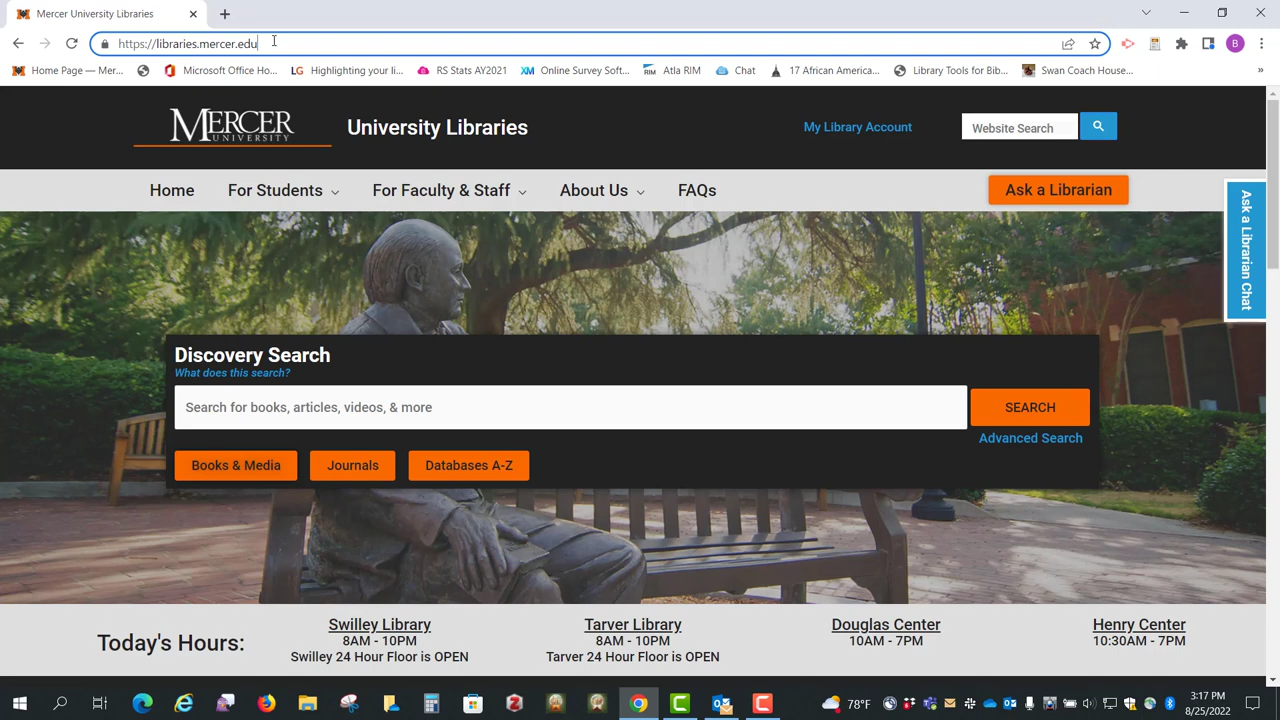 Mercer University Libraries
https://libraries.mercer.edu
Home Page — Mer...
Microsoft Office Ho...
LG Highlighting your li...
RS Stats AY2021
XM Online Survey Soft...
RIM Atla RIM
Chat
17 African America...
Library Tools for Bib...
Swan Coach House...
»
B
MERCER
UNIVERSITY
University Libraries
My Library Account
Website Search
Home
For Students
For Faculty & Staff
About Us
FAQs
Ask a Librarian
Ask a Librarian Chat
Discovery Search
What does this search?
Search for books, articles, videos, & more
SEARCH
Advanced Search
Books & Media
Journals
Databases A-Z
Today's Hours:
Swilley Library
8AM - 10PM
Swilley 24 Hour Floor is OPEN
Tarver Library
8AM - 10PM
Tarver 24 Hour Floor is OPEN
Douglas Center
10AM - 7PM
Henry Center
10:30AM - 7PM
78°F
3:17 PM
8/25/2022